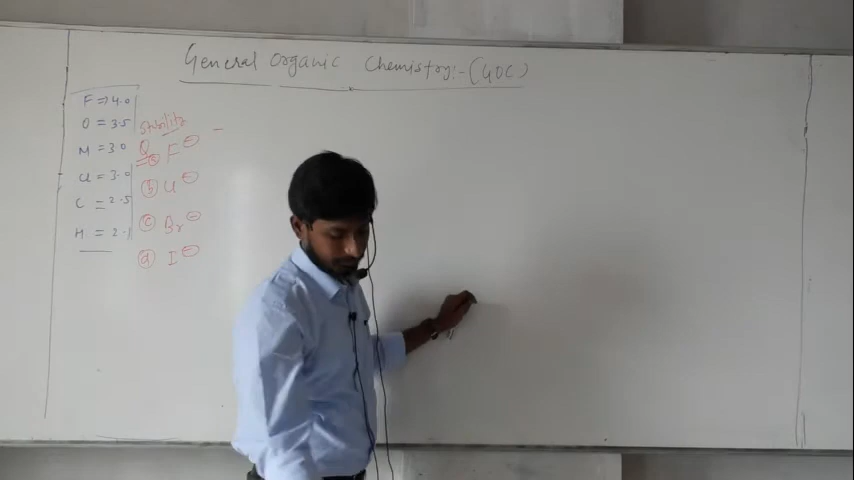 General Organic Chemistry:-(GOC)
F => 4.0
O = 3.5
N = 3.0
Cl = 3.0
C = 2.5
H = 2.1
Stability
Q
(a) F⊖
(b) Cl⊖
(c) Br⊖
(d) I⊖